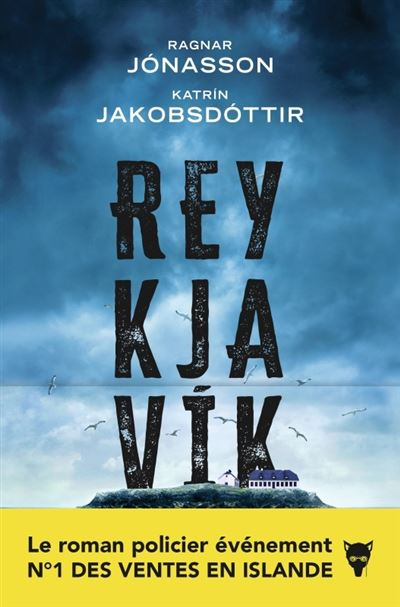 RAGNAR
JÓNASSON
KATRÍN
JAKOBSDÓTTIR
REY
KJA
VÍK
Le roman policier événement
N°1 DES VENTES EN ISLANDE